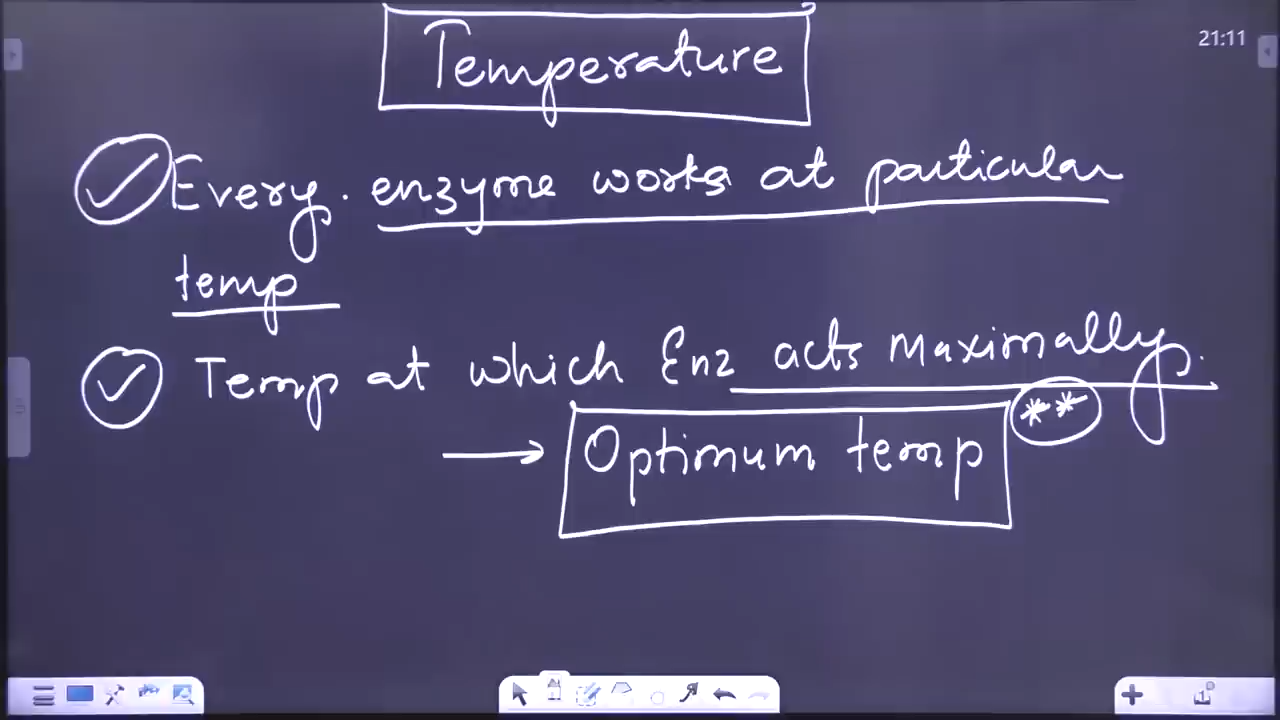 Temperature
21:11
Every. enzyme works at particular
temp
Temp at which Enz acts maximally.
→ Optimum temp **